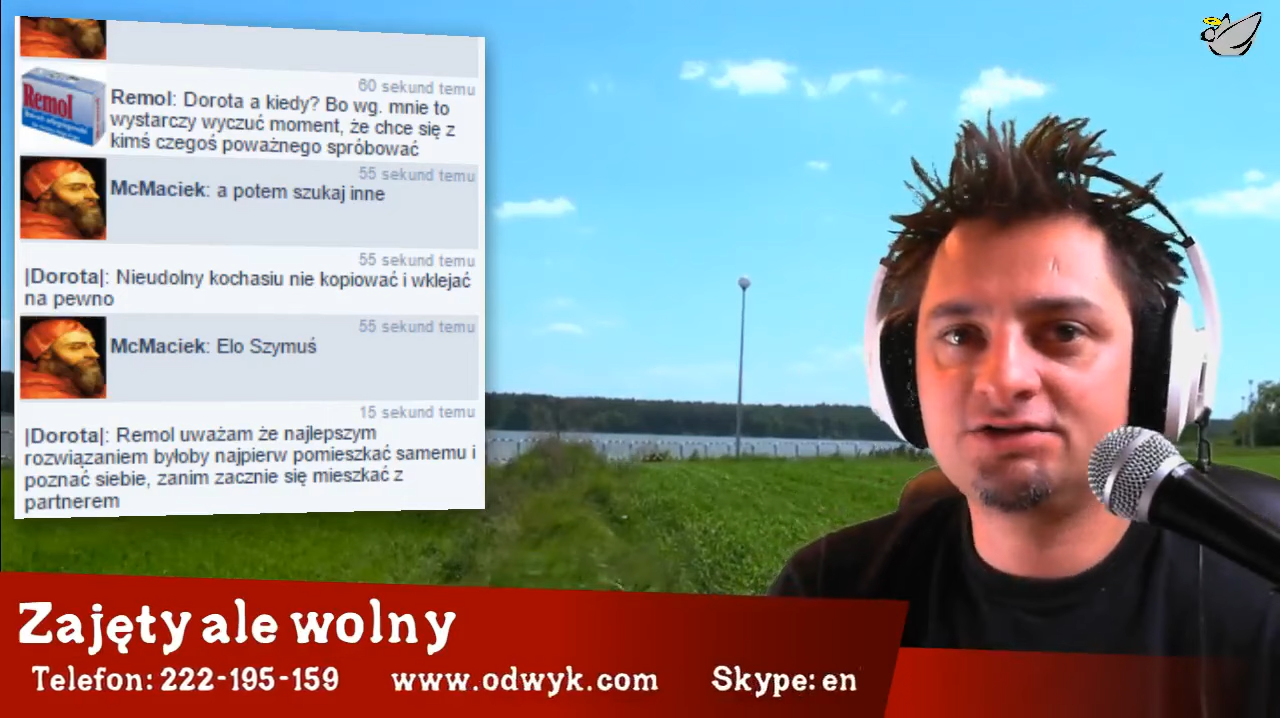 60 sekund temu
Remol: Dorota a kiedy? Bo wg. mnie to
wystarczy wyczuć moment, że chce się z
kimś czegoś poważnego spróbować
Remol
55 sekund temu
McMaciek: a potem szukaj inne
55 sekund temu
|Dorota|: Nieudolny kochasiu nie kopiować i wklejać
na pewno
55 sekund temu
McMaciek: Elo Szymuś
15 sekund temu
|Dorota|: Remol uważam że najlepszym
rozwiązaniem byłoby najpierw pomieszkać samemu i
poznać siebie, zanim zacznie się mieszkać z
partnerem
Zajęty ale wolny
Telefon: 222-195-159 www.odwyk.com Skype: en